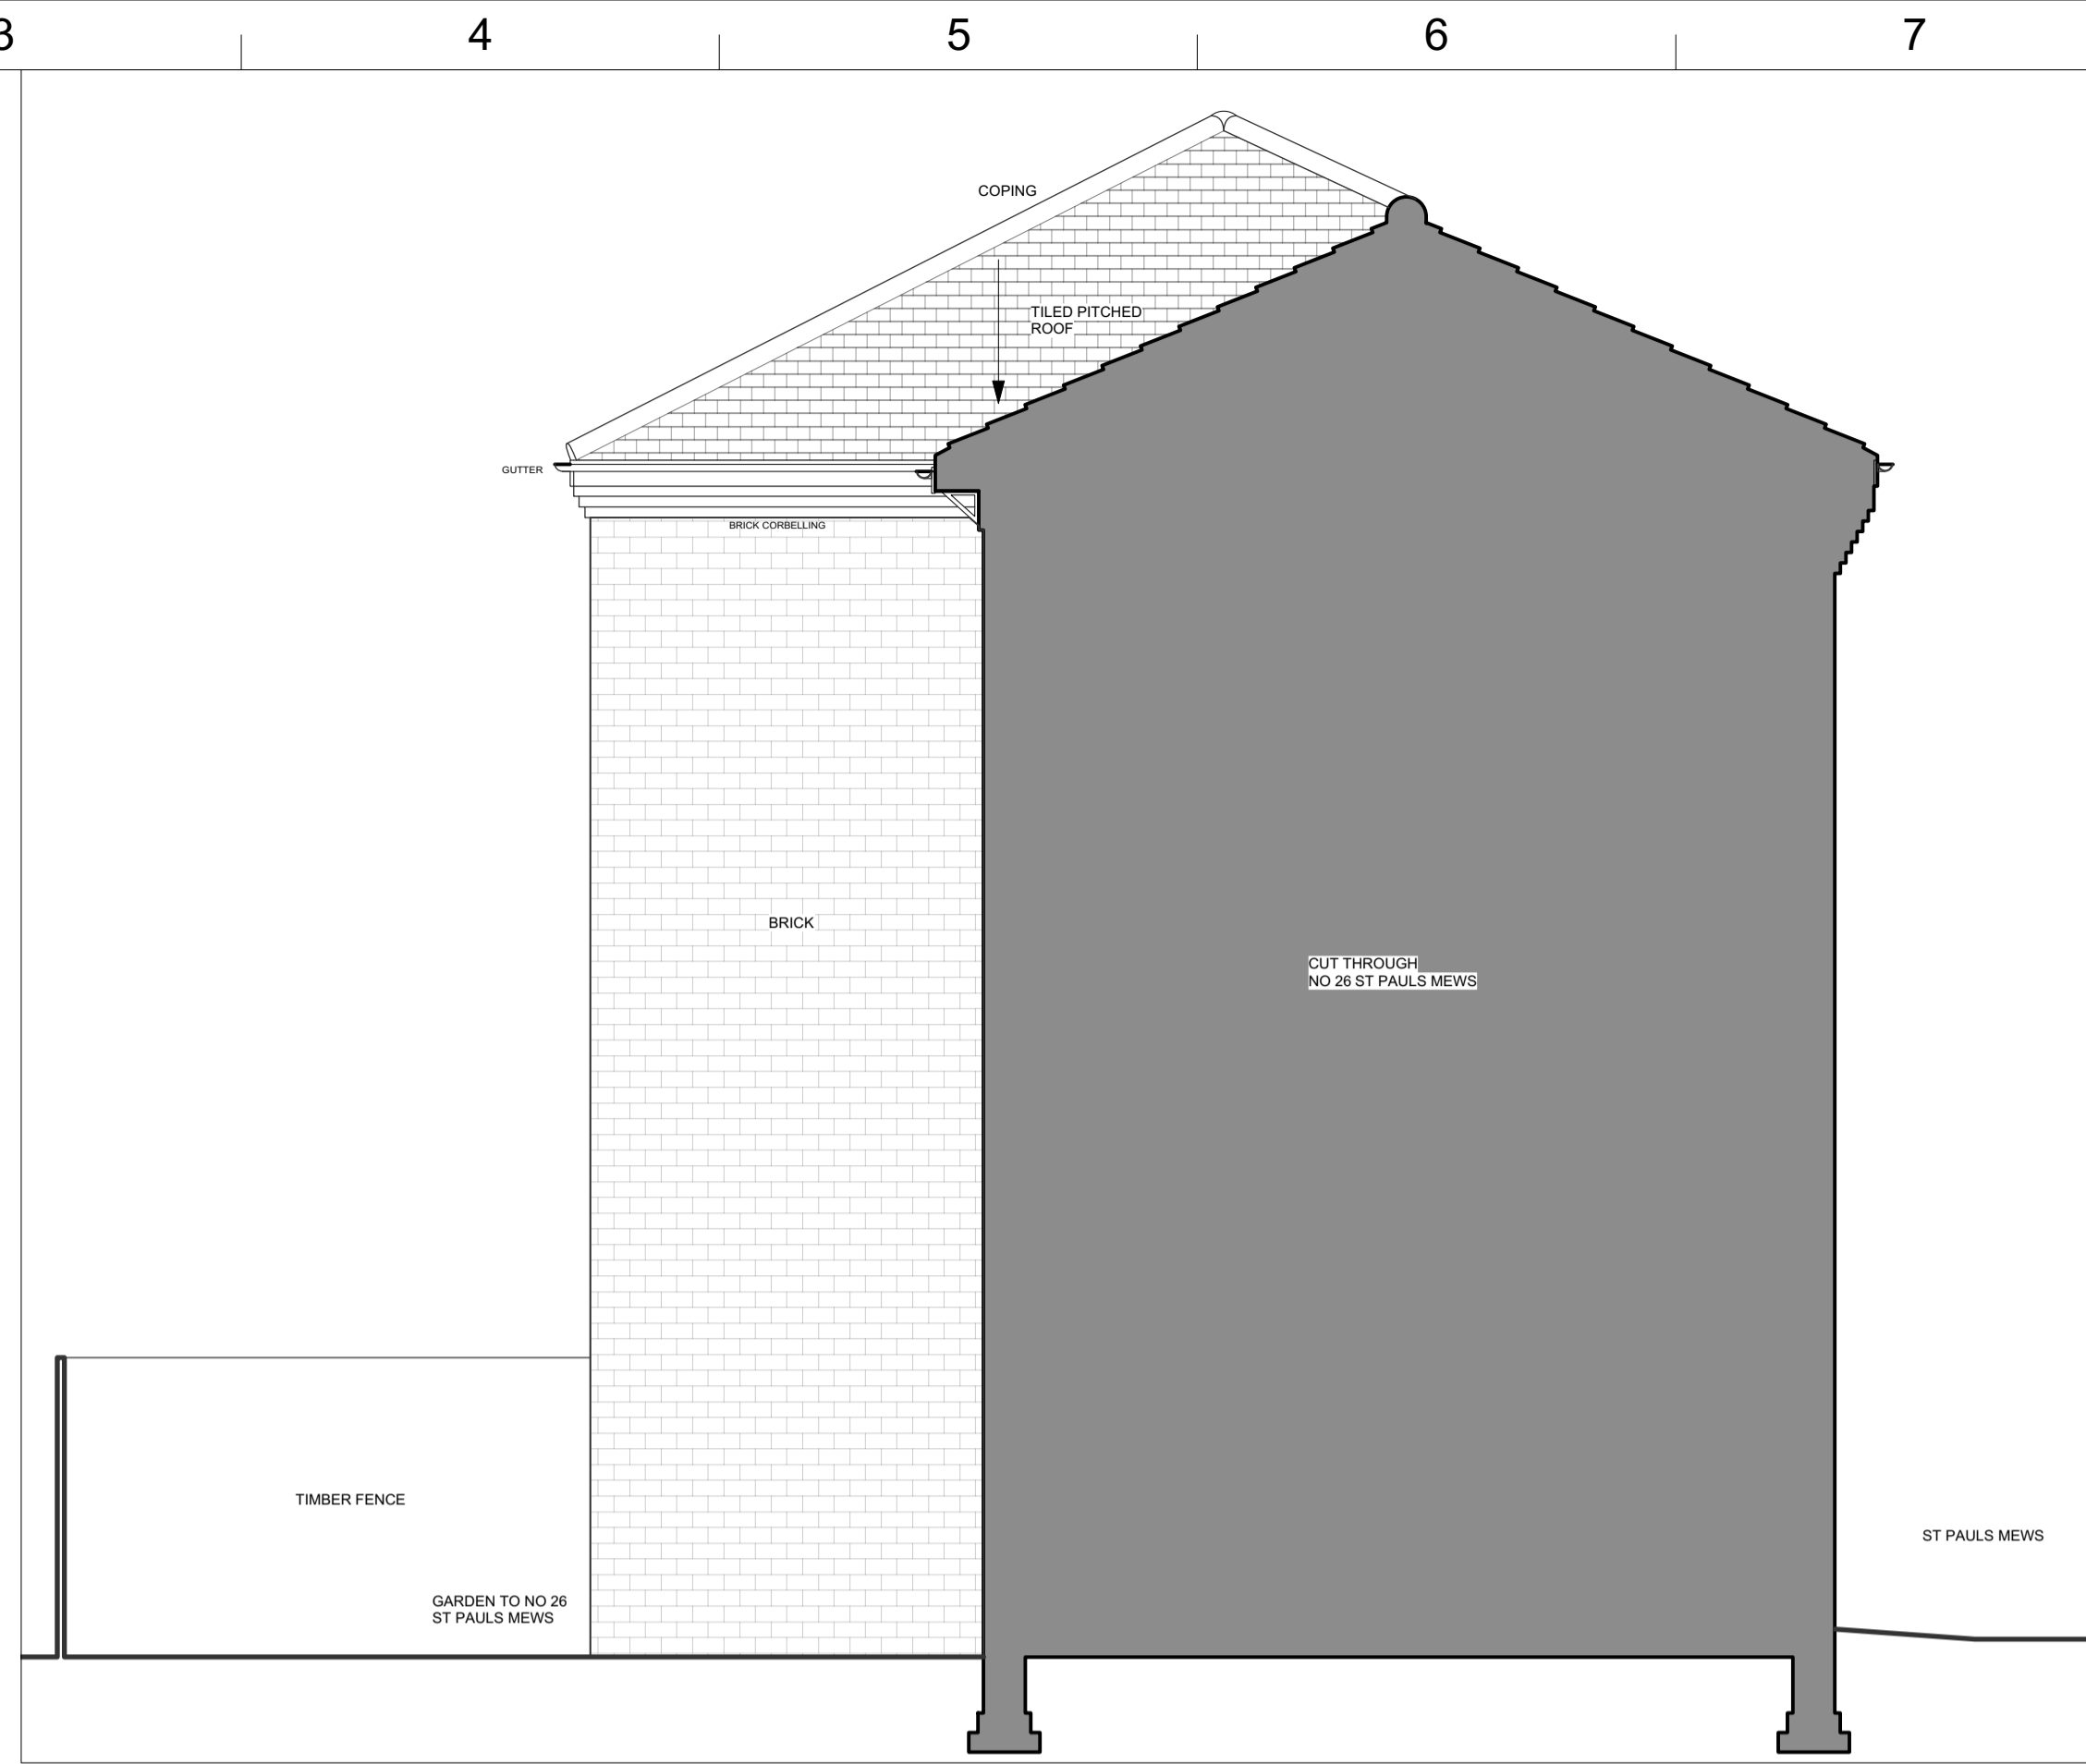 3 4 5 6 7
COPING
TILED PITCHED
ROOF
GUTTER
BRICK CORBELLING
BRICK
CUT THROUGH
NO 26 ST PAULS MEWS
TIMBER FENCE
ST PAULS MEWS
GARDEN TO NO 26
ST PAULS MEWS